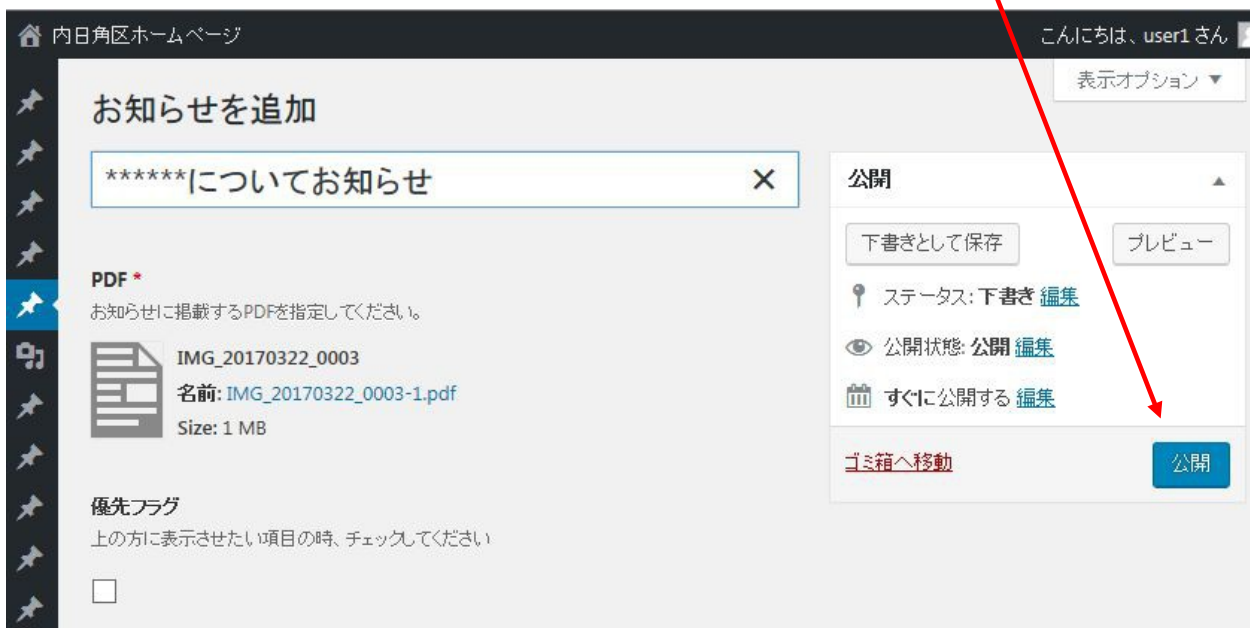 内日角区ホームページ
こんにちは、user1 さん
表示オプション ▼
お知らせを追加
******についてお知らせ
PDF *
お知らせに掲載するPDFを指定してください。
IMG_20170322_0003
名前: IMG_20170322_0003-1.pdf
Size: 1 MB
優先フラグ
上の方に表示させたい項目の時、チェックしてください
公開
下書きとして保存
プレビュー
ステータス: 下書き 編集
公開状態: 公開 編集
すぐに公開する 編集
ゴミ箱へ移動
公開